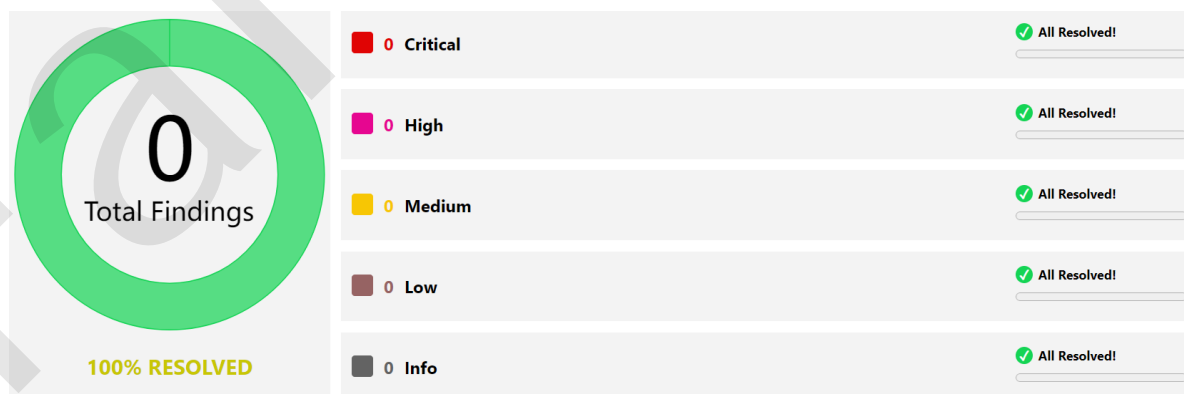 0
Total Findings
100% RESOLVED
0 Critical
All Resolved!
0 High
All Resolved!
0 Medium
All Resolved!
0 Low
All Resolved!
0 Info
All Resolved!